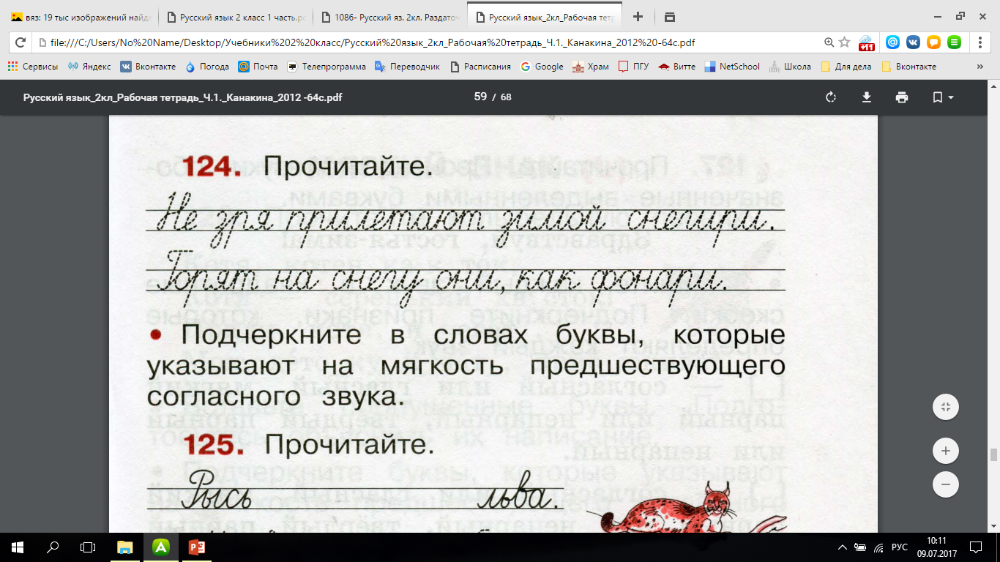 вяз: 19 тыс изображений найде
Русский язык 2 класс 1 часть.pd
1086- Русский яз. 2кл. Раздаточ
Русский язык_2кл_Рабочая тетр
file:///C:/Users/No%20Name/Desktop/Учебники%202%20класс/Русский%20язык_2кл_Рабочая%20тетрадь_Ч.1._Канакина_2012%20-64с.pdf
+11
Сервисы Яндекс Вконтакте Погода Почта Телепрограмма Переводчик Расписания Google Храм ПГУ Витте NetSchool Школа Для дела Вконтакте »
Русский язык_2кл_Рабочая тетрадь_Ч.1._Канакина_2012 -64с.pdf 59 / 68
124. Прочитайте.
Не зря прилетают зимой снегири.
Горят на снегу они, как фонари.
• Подчеркните в словах буквы, которые
указывают на мягкость предшествующего
согласного звука.
125. Прочитайте.
Рысь льва.
РУС
10:11
09.07.2017